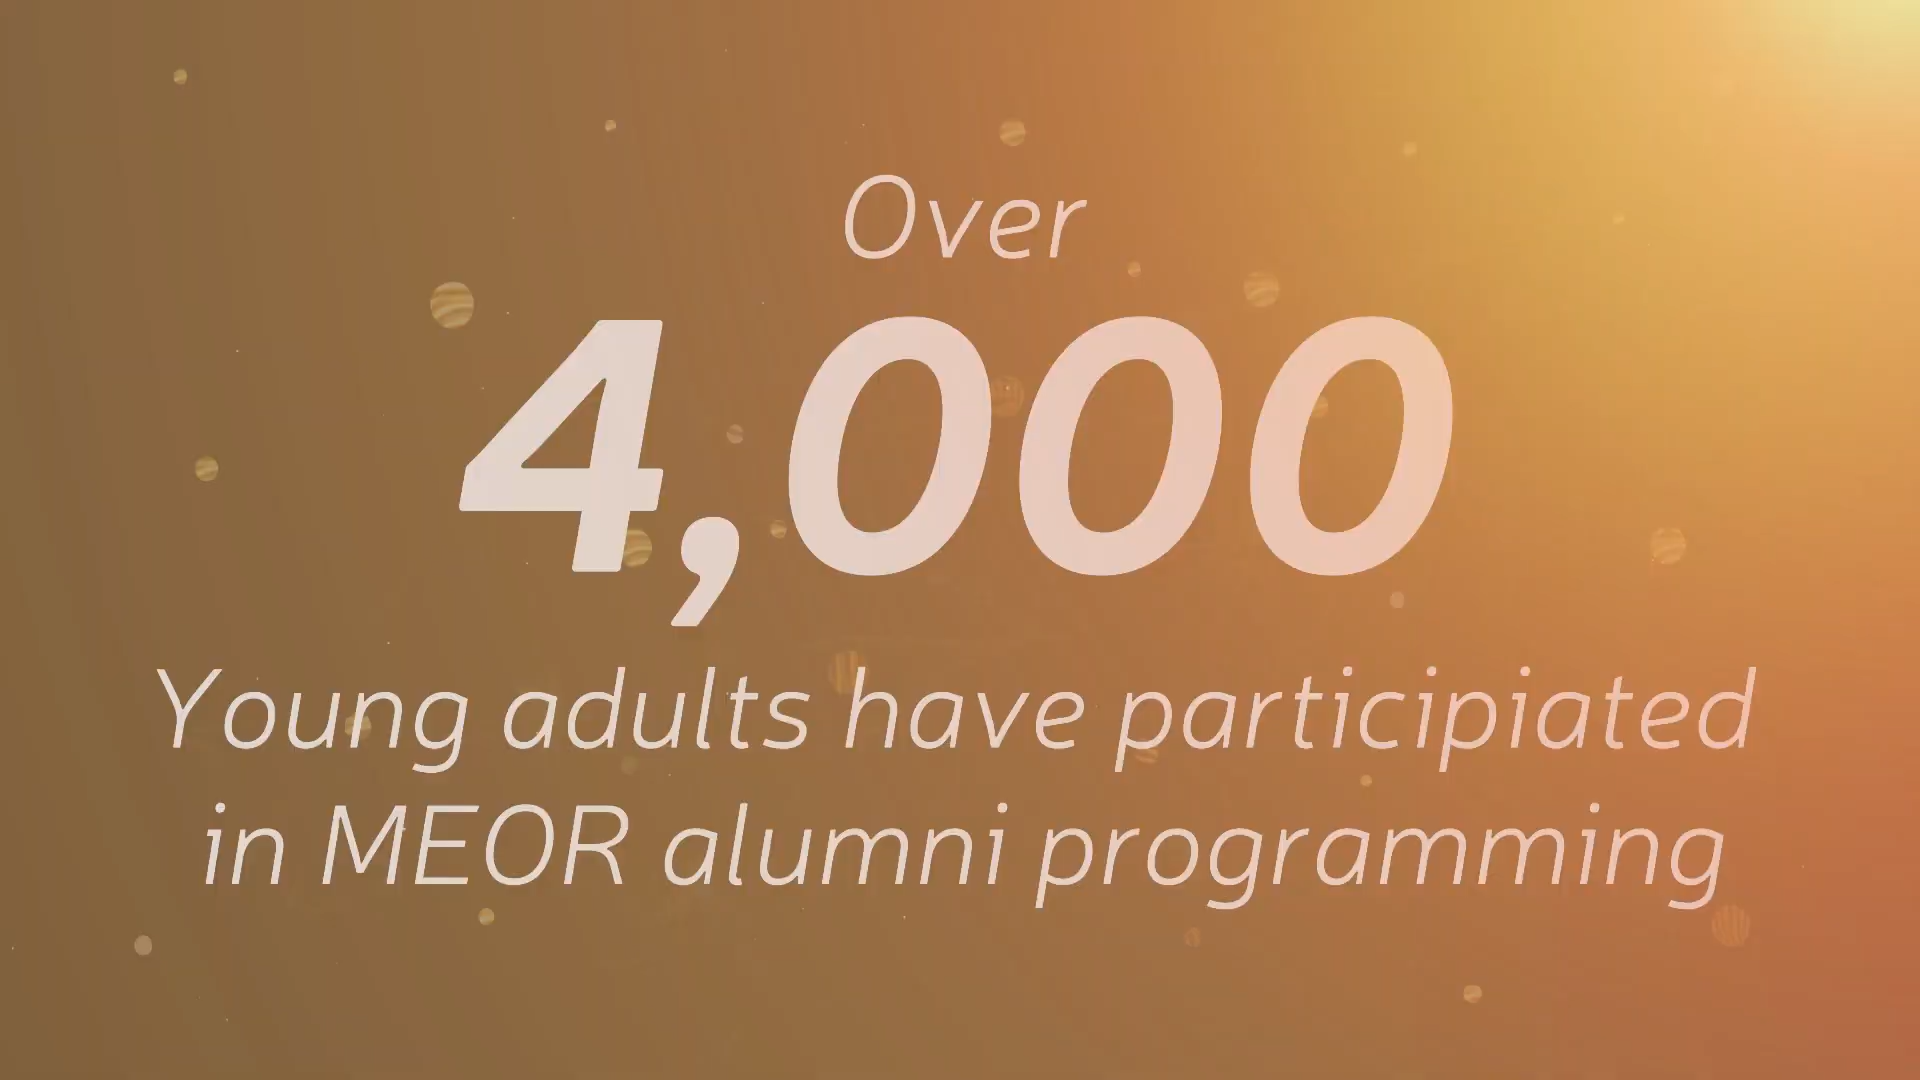 Over
4,000
Young adults have participiated
in MEOR alumni programming